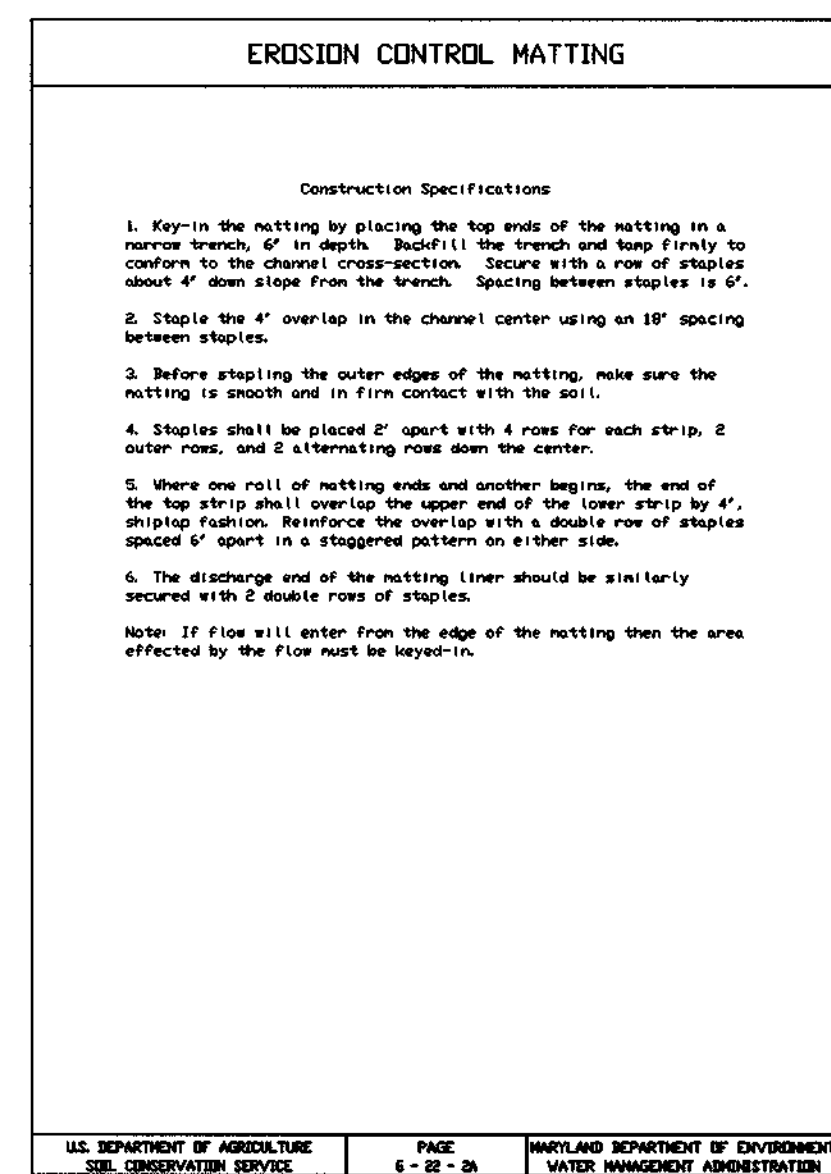 EROSION CONTROL MATTING
Construction Specifications
1. Key-in the matting by placing the top ends of the matting in a
narrow trench, 6" in depth. Backfill the trench and tamp firmly to
conform to the channel cross-section. Secure with a row of staples
about 4" down slope from the trench. Spacing between staples is 6".
2. Staple the 4" overlap in the channel center using an 18" spacing
between staples.
3. Before stapling the outer edges of the matting, make sure the
matting is smooth and in firm contact with the soil.
4. Staples shall be placed 2' apart with 4 rows for each strip, 2
outer rows, and 2 alternating rows down the center.
5. Where one roll of matting ends and another begins, the end of
the top strip shall overlap the upper end of the lower strip by 4",
shiplap fashion. Reinforce the overlap with a double row of staples
spaced 6" apart in a staggered pattern on either side.
6. The discharge end of the matting liner should be similarly
secured with 2 double rows of staples.
Note: If flow will enter from the edge of the matting then the area
effected by the flow must be keyed-in.
U.S. DEPARTMENT OF AGRICULTURE
SOIL CONSERVATION SERVICE
PAGE
G - 22 - 2A
MARYLAND DEPARTMENT OF ENVIRONMENT
WATER MANAGEMENT ADMINISTRATION